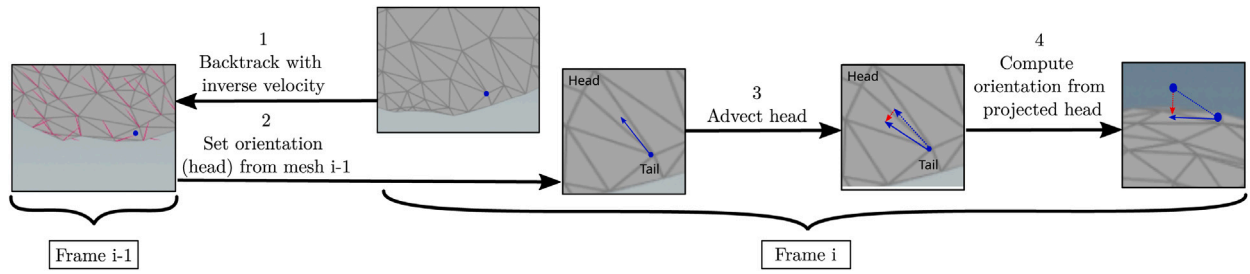 1
Backtrack with
inverse velocity
2
Set orientation
(head) from mesh i-1
Head
Tail
3
Advect head
Head
Tail
4
Compute
orientation from
projected head
Frame i-1
Frame i